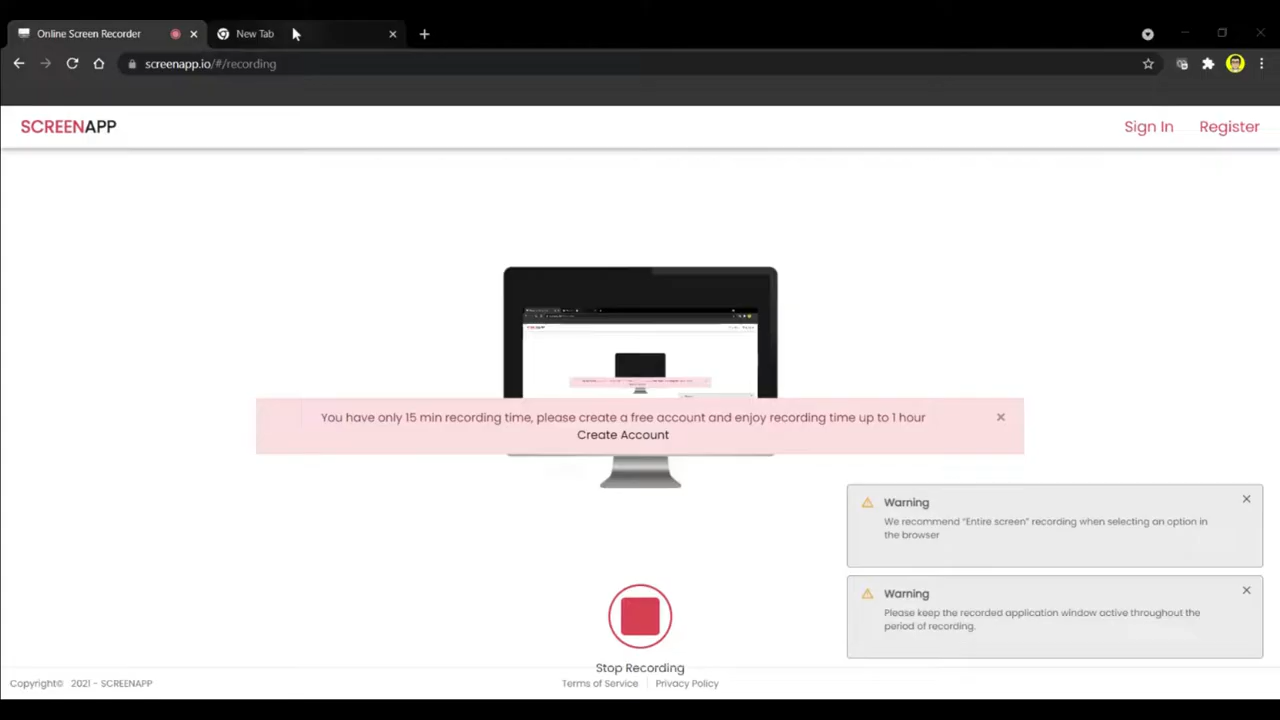 Online Screen Recorder
New Tab
screenapp.io/#/recording
SCREENAPP
Sign In
Register
You have only 15 min recording time, please create a free account and enjoy recording time up to 1 hour
Create Account
Warning
We recommend “Entire screen” recording when selecting an option in
the browser
Warning
Please keep the recorded application window active throughout the
period of recording.
Stop Recording
Copyright© 2021 - SCREENAPP
Terms of Service
Privacy Policy